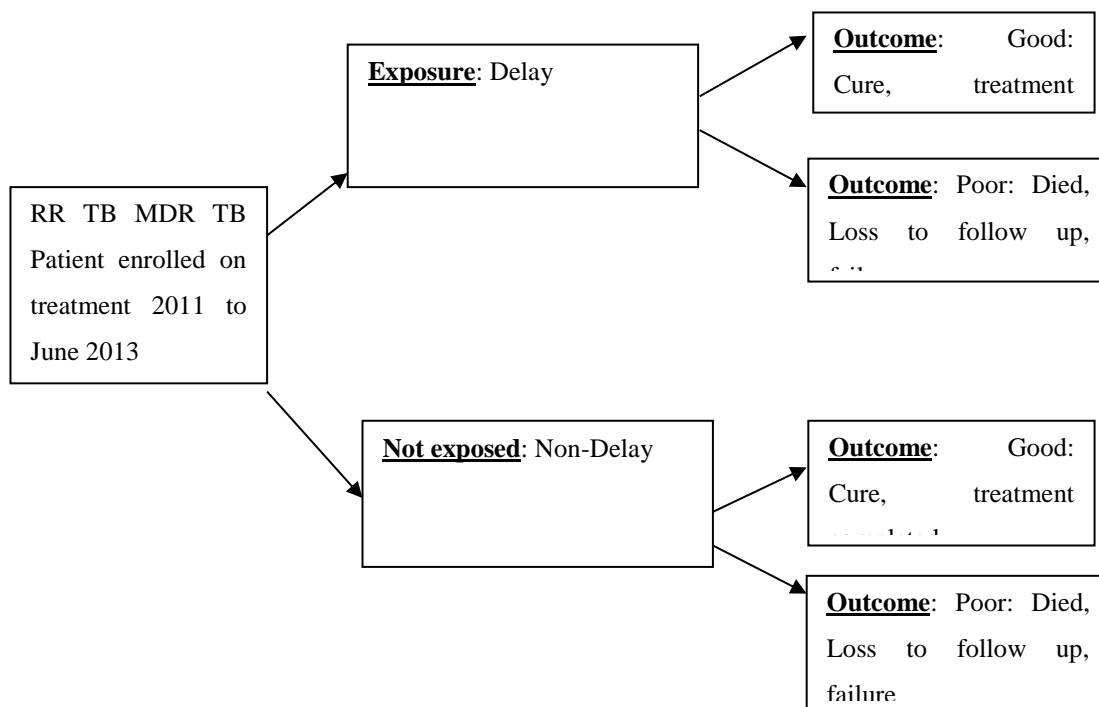 Outcome: Good:
Cure, treatment
Exposure: Delay
Outcome: Poor: Died,
Loss to follow up,
RR TB MDR TB
Patient enrolled on
treatment 2011 to
June 2013
Not exposed: Non-Delay
Outcome: Good:
Cure, treatment
completed
Outcome: Poor: Died,
Loss to follow up,
failure